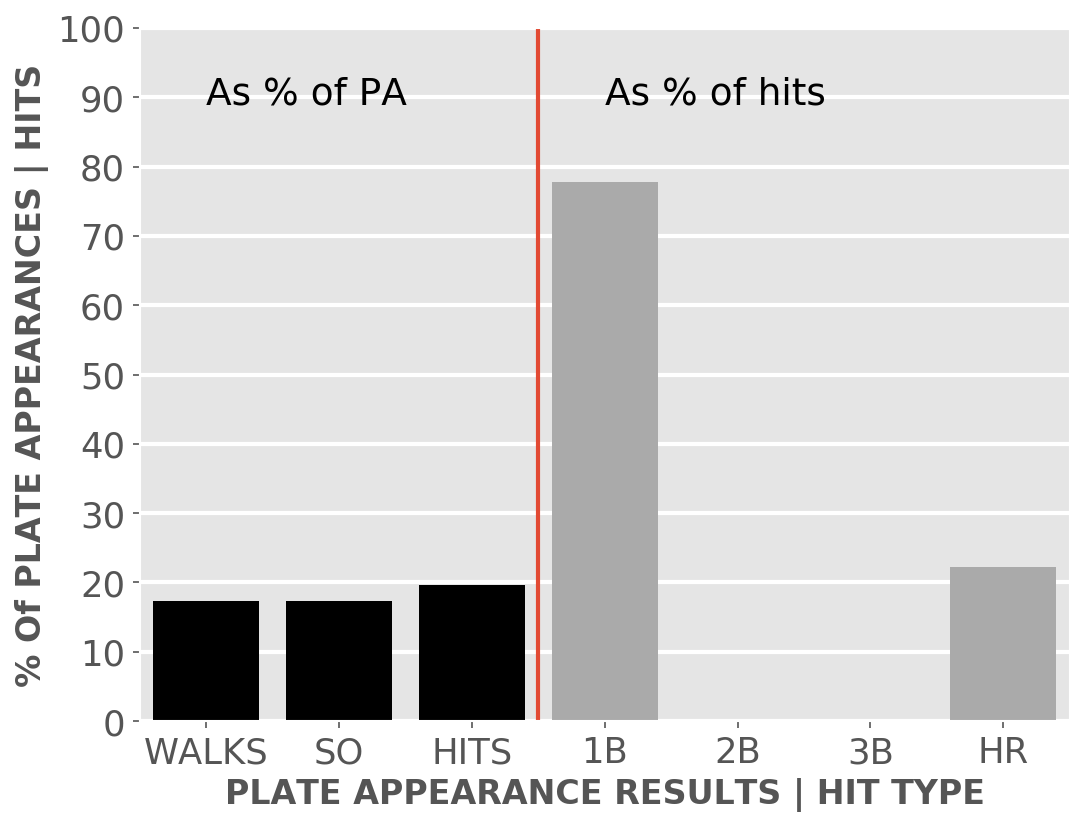 % Of PLATE APPEARANCES | HITS
100
90
80
70
60
50
40
30
20
10
0
As % of PA
As % of hits
WALKS SO HITS 1B 2B 3B HR
PLATE APPEARANCE RESULTS | HIT TYPE